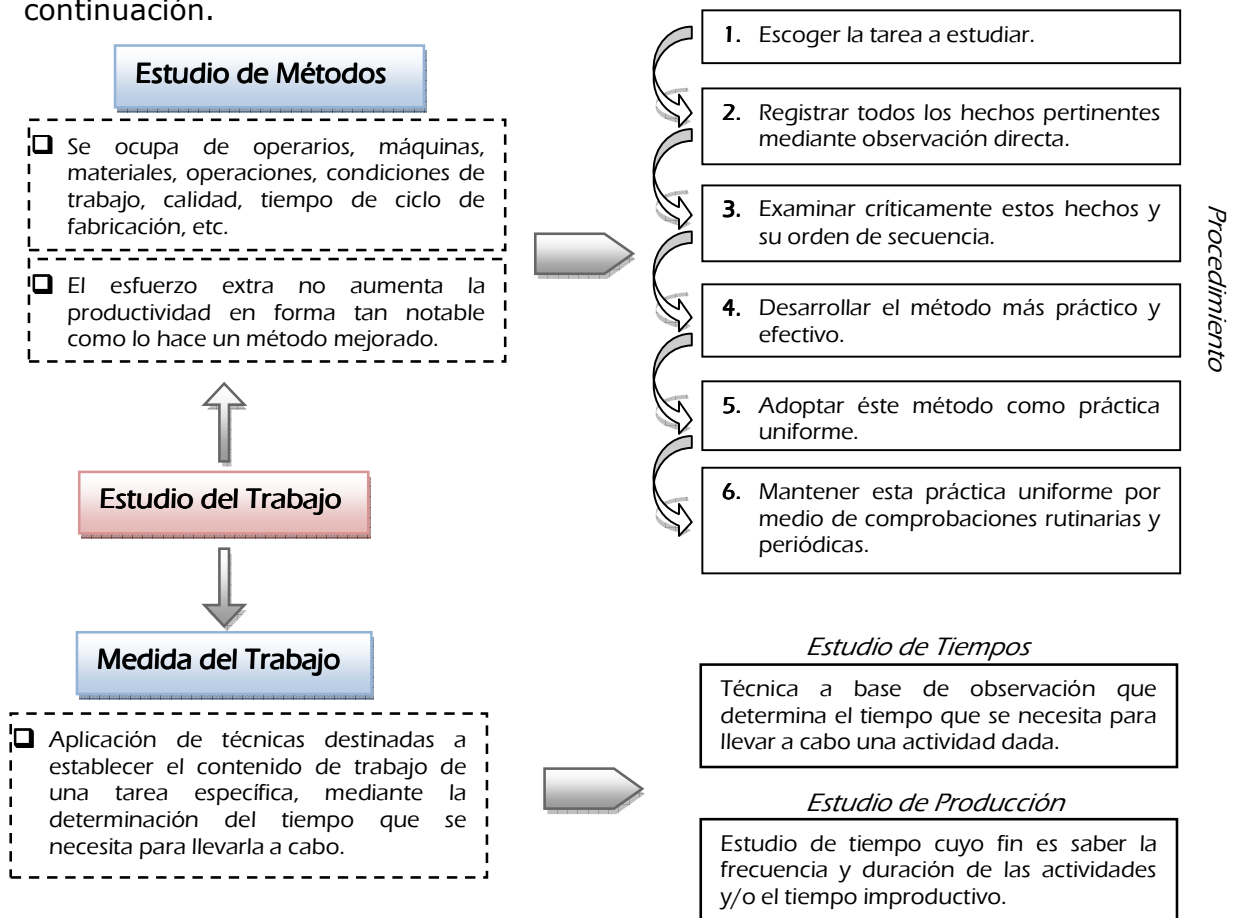 continuación.
Estudio de Métodos
Se ocupa de operarios, máquinas,
materiales, operaciones, condiciones de
trabajo, calidad, tiempo de ciclo de
fabricación, etc.
El esfuerzo extra no aumenta la
productividad en forma tan notable
como lo hace un método mejorado.
Estudio del Trabajo
Medida del Trabajo
Aplicación de técnicas destinadas a
establecer el contenido de trabajo de
una tarea específica, mediante la
determinación del tiempo que se
necesita para llevarla a cabo.
1. Escoger la tarea a estudiar.
2. Registrar todos los hechos pertinentes
mediante observación directa.
3. Examinar críticamente estos hechos y
su orden de secuencia.
4. Desarrollar el método más práctico y
efectivo.
5. Adoptar éste método como práctica
uniforme.
6. Mantener esta práctica uniforme por
medio de comprobaciones rutinarias y
periódicas.
Procedimiento
Estudio de Tiempos
Técnica a base de observación que
determina el tiempo que se necesita para
llevar a cabo una actividad dada.
Estudio de Producción
Estudio de tiempo cuyo fin es saber la
frecuencia y duración de las actividades
y/o el tiempo improductivo.